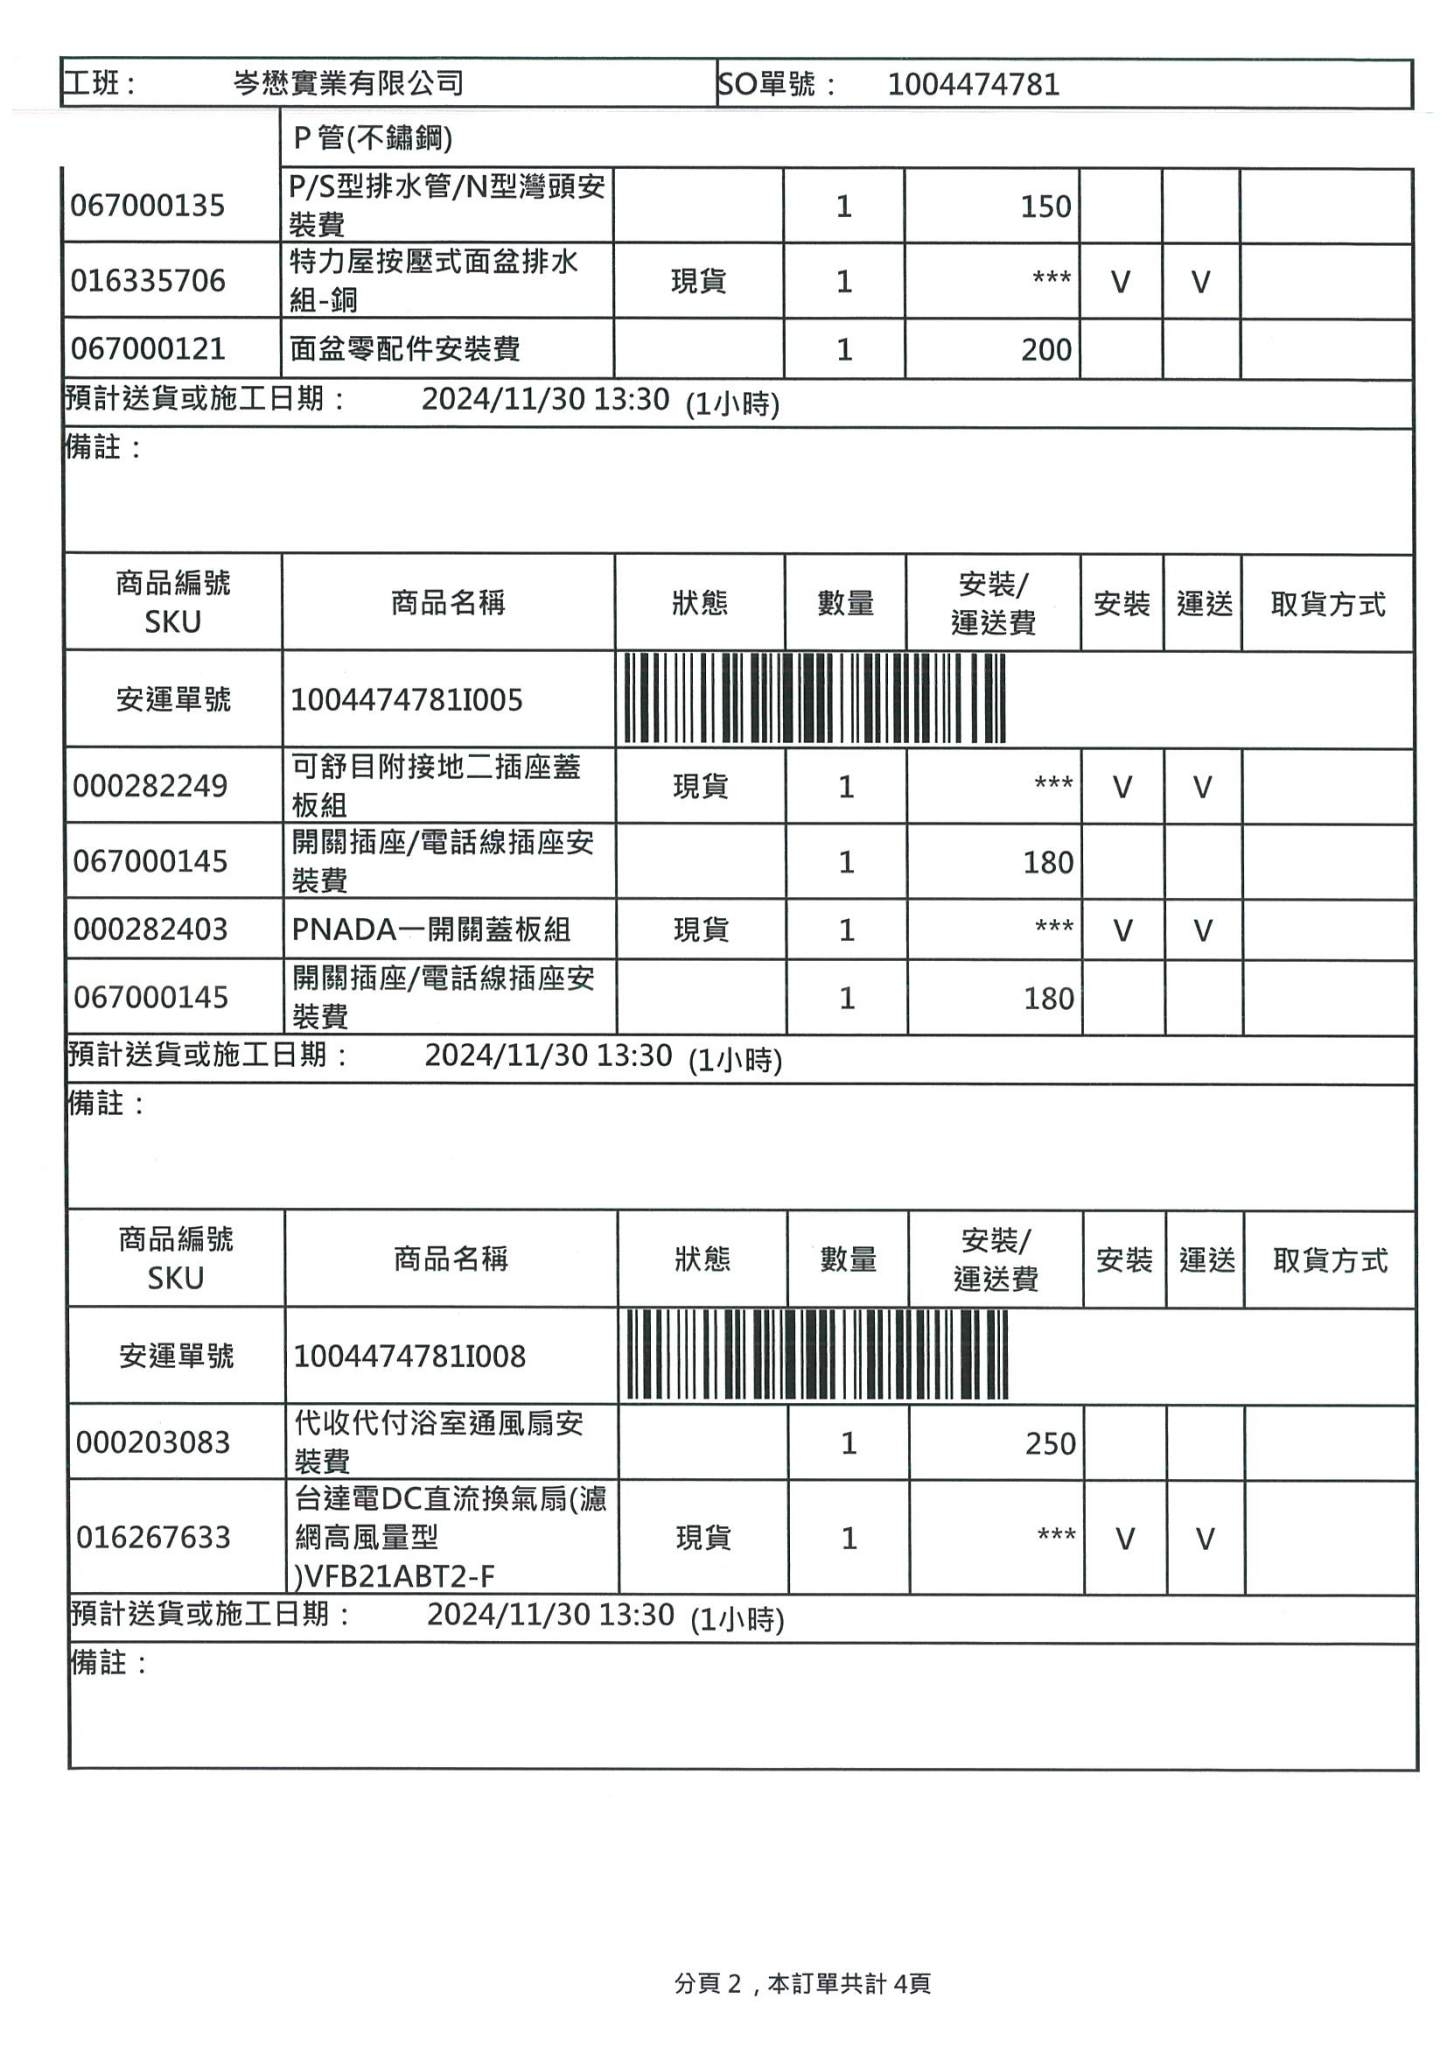 工班： 岑懋實業有限公司 SO單號： 1004474781
P 管(不鏽鋼)
067000135 P/S型排水管/N型灣頭安 1 150
裝費
016335706 特力屋按壓式面盆排水 現貨 1 *** V V
組-銅
067000121 面盆零配件安裝費 1 200
預計送貨或施工日期： 2024/11/30 13:30 (1小時)
備註：
商品編號 商品名稱 狀態 數量 安裝/ 安裝 運送 取貨方式
SKU 運送費
安運單號 1004474781I005
000282249 可舒目附接地二插座蓋 現貨 1 *** V V
板組
067000145 開關插座/電話線插座安 1 180
裝費
000282403 PNADA一開關蓋板組 現貨 1 *** V V
067000145 開關插座/電話線插座安 1 180
裝費
預計送貨或施工日期： 2024/11/30 13:30 (1小時)
備註：
商品編號 商品名稱 狀態 數量 安裝/ 安裝 運送 取貨方式
SKU 運送費
安運單號 1004474781I008
000203083 代收代付浴室通風扇安 1 250
裝費
016267633 台達電DC直流換氣扇(濾 現貨 1 *** V V
網高風量型
)VFB21ABT2-F
預計送貨或施工日期： 2024/11/30 13:30 (1小時)
備註：
分頁 2 , 本訂單共計 4頁